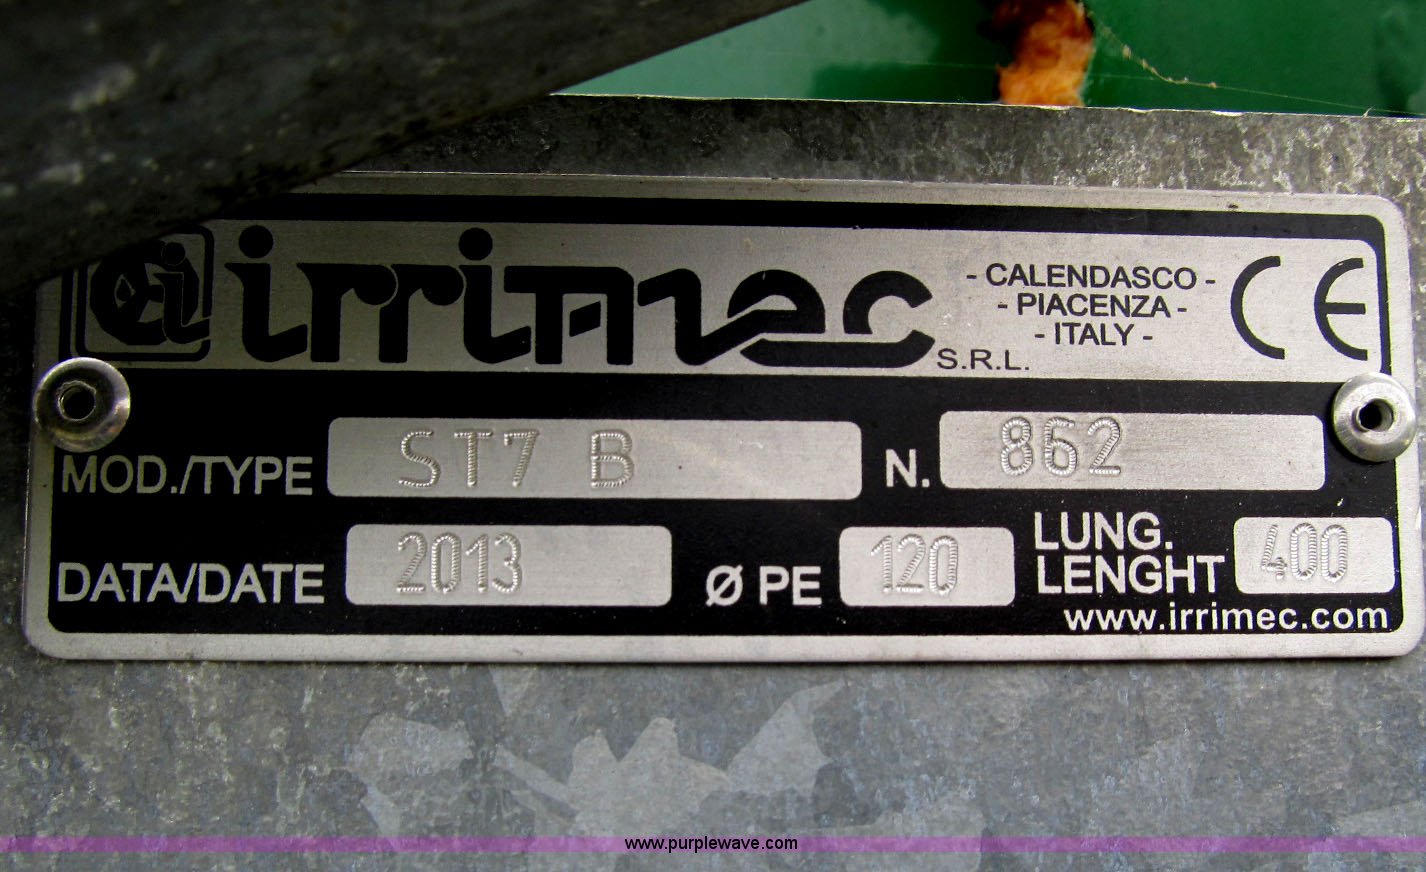 irrimec S.R.L.
- CALENDASCO -
- PIACENZA -
- ITALY -
CE
MOD./TYPE ST7 B N. 862
DATA/DATE 2013 Ø PE 120 LUNG. LENGHT 400
www.irrimec.com
www.purplewave.com